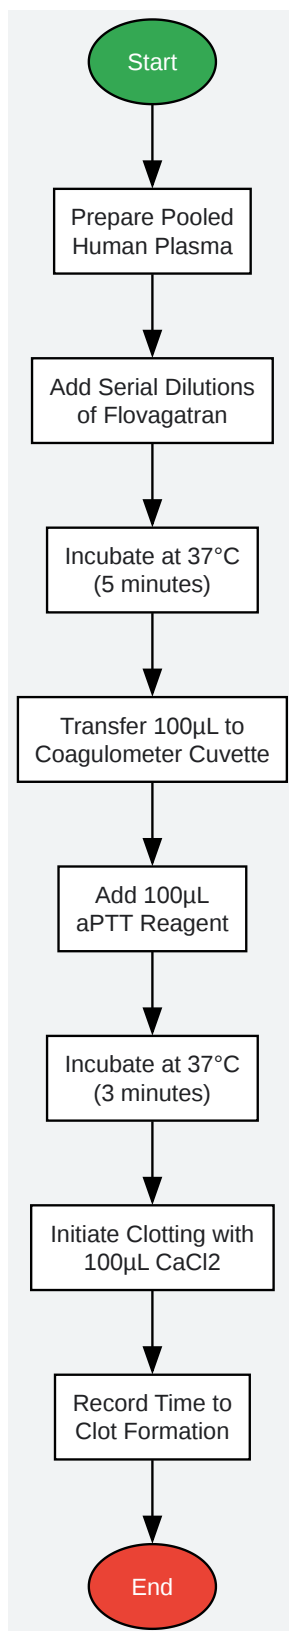 Start
Prepare Pooled
Human Plasma
Add Serial Dilutions
of Flovagatran
Incubate at 37°C
(5 minutes)
Transfer 100µL to
Coagulometer Cuvette
Add 100µL
aPTT Reagent
Incubate at 37°C
(3 minutes)
Initiate Clotting with
100µL CaCl2
Record Time to
Clot Formation
End